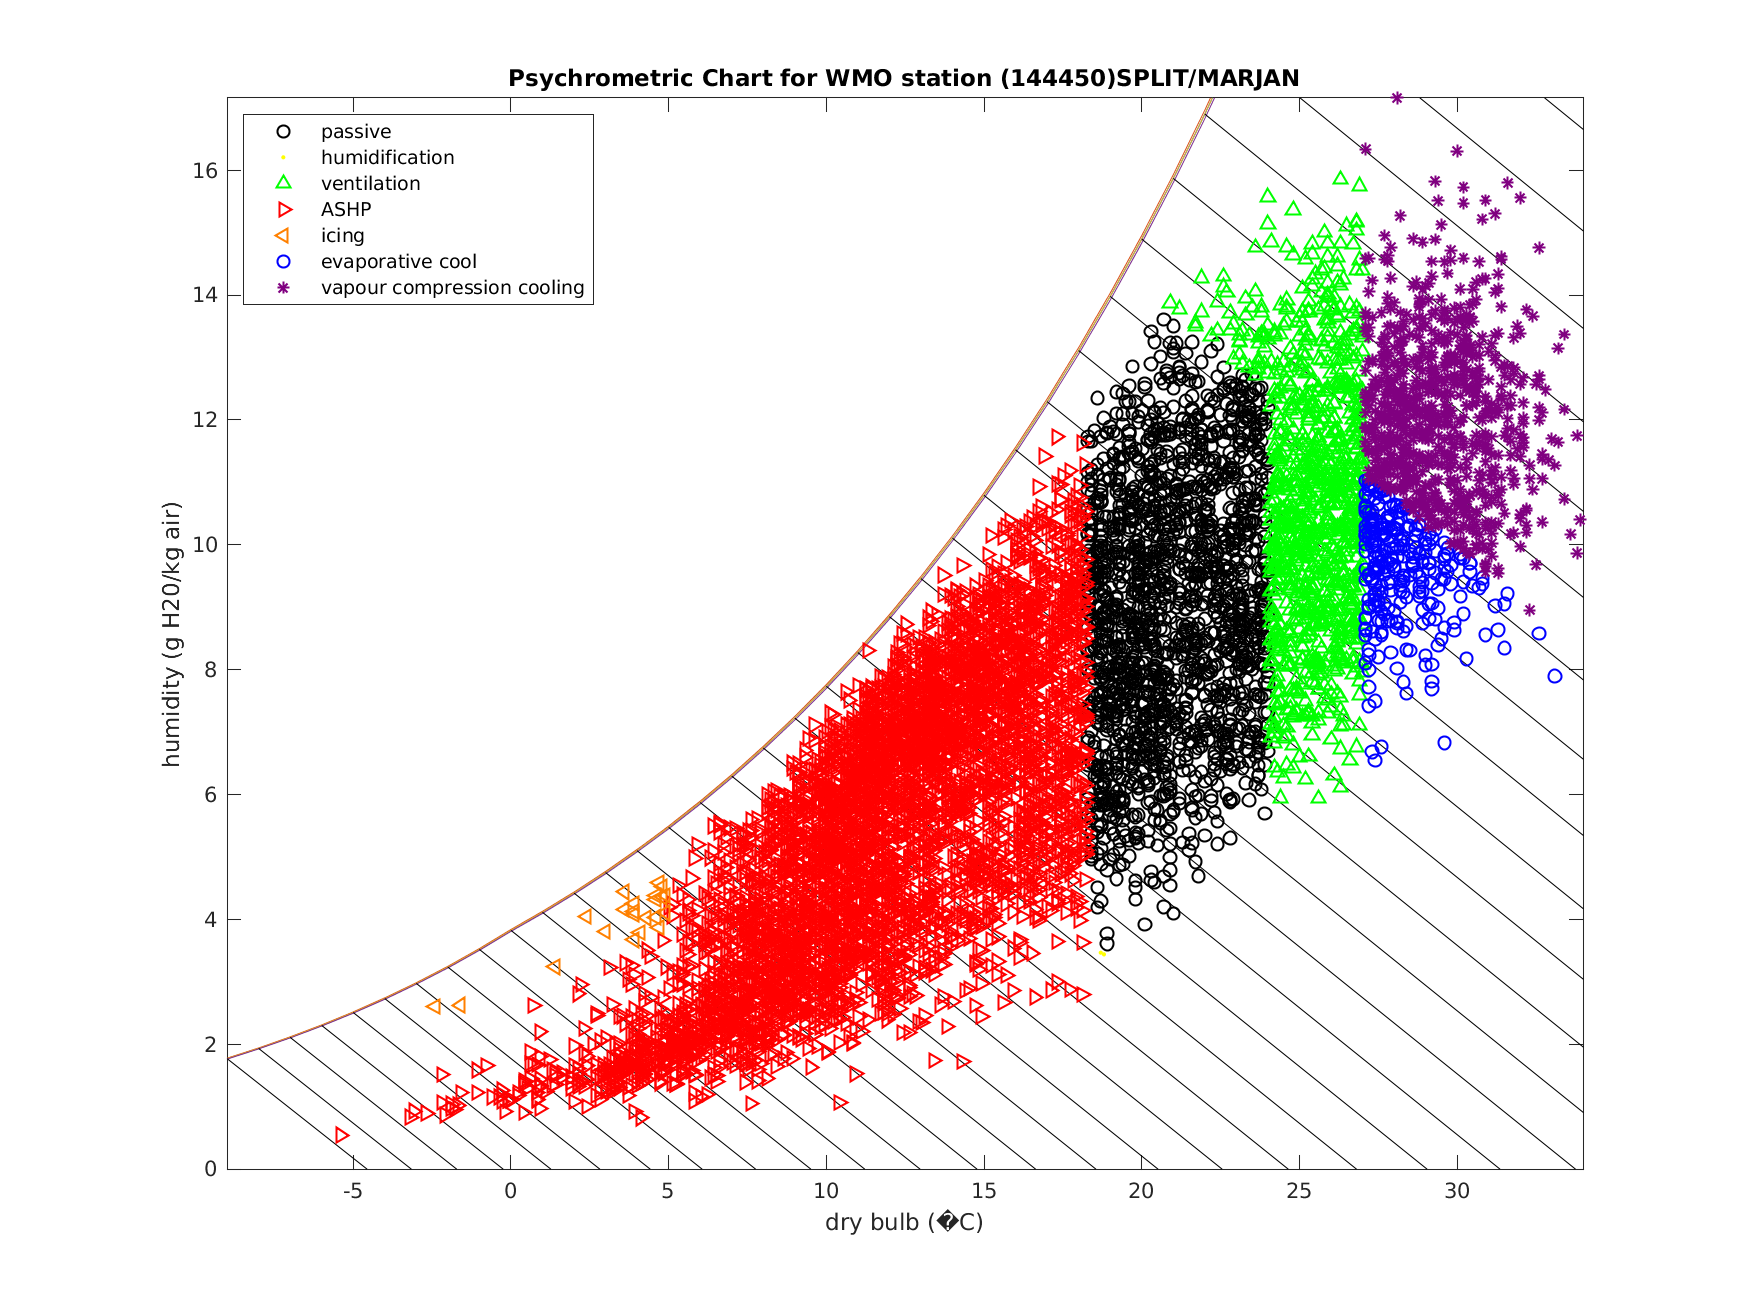 Psychrometric Chart for WMO station (144450)SPLIT/MARJAN
passive
humidification
ventilation
ASHP
icing
evaporative cool
vapour compression cooling
humidity (g H20/kg air)
16
14
12
10
8
6
4
2
0
-5 0 5 10 15 20 25 30
dry bulb (�C)